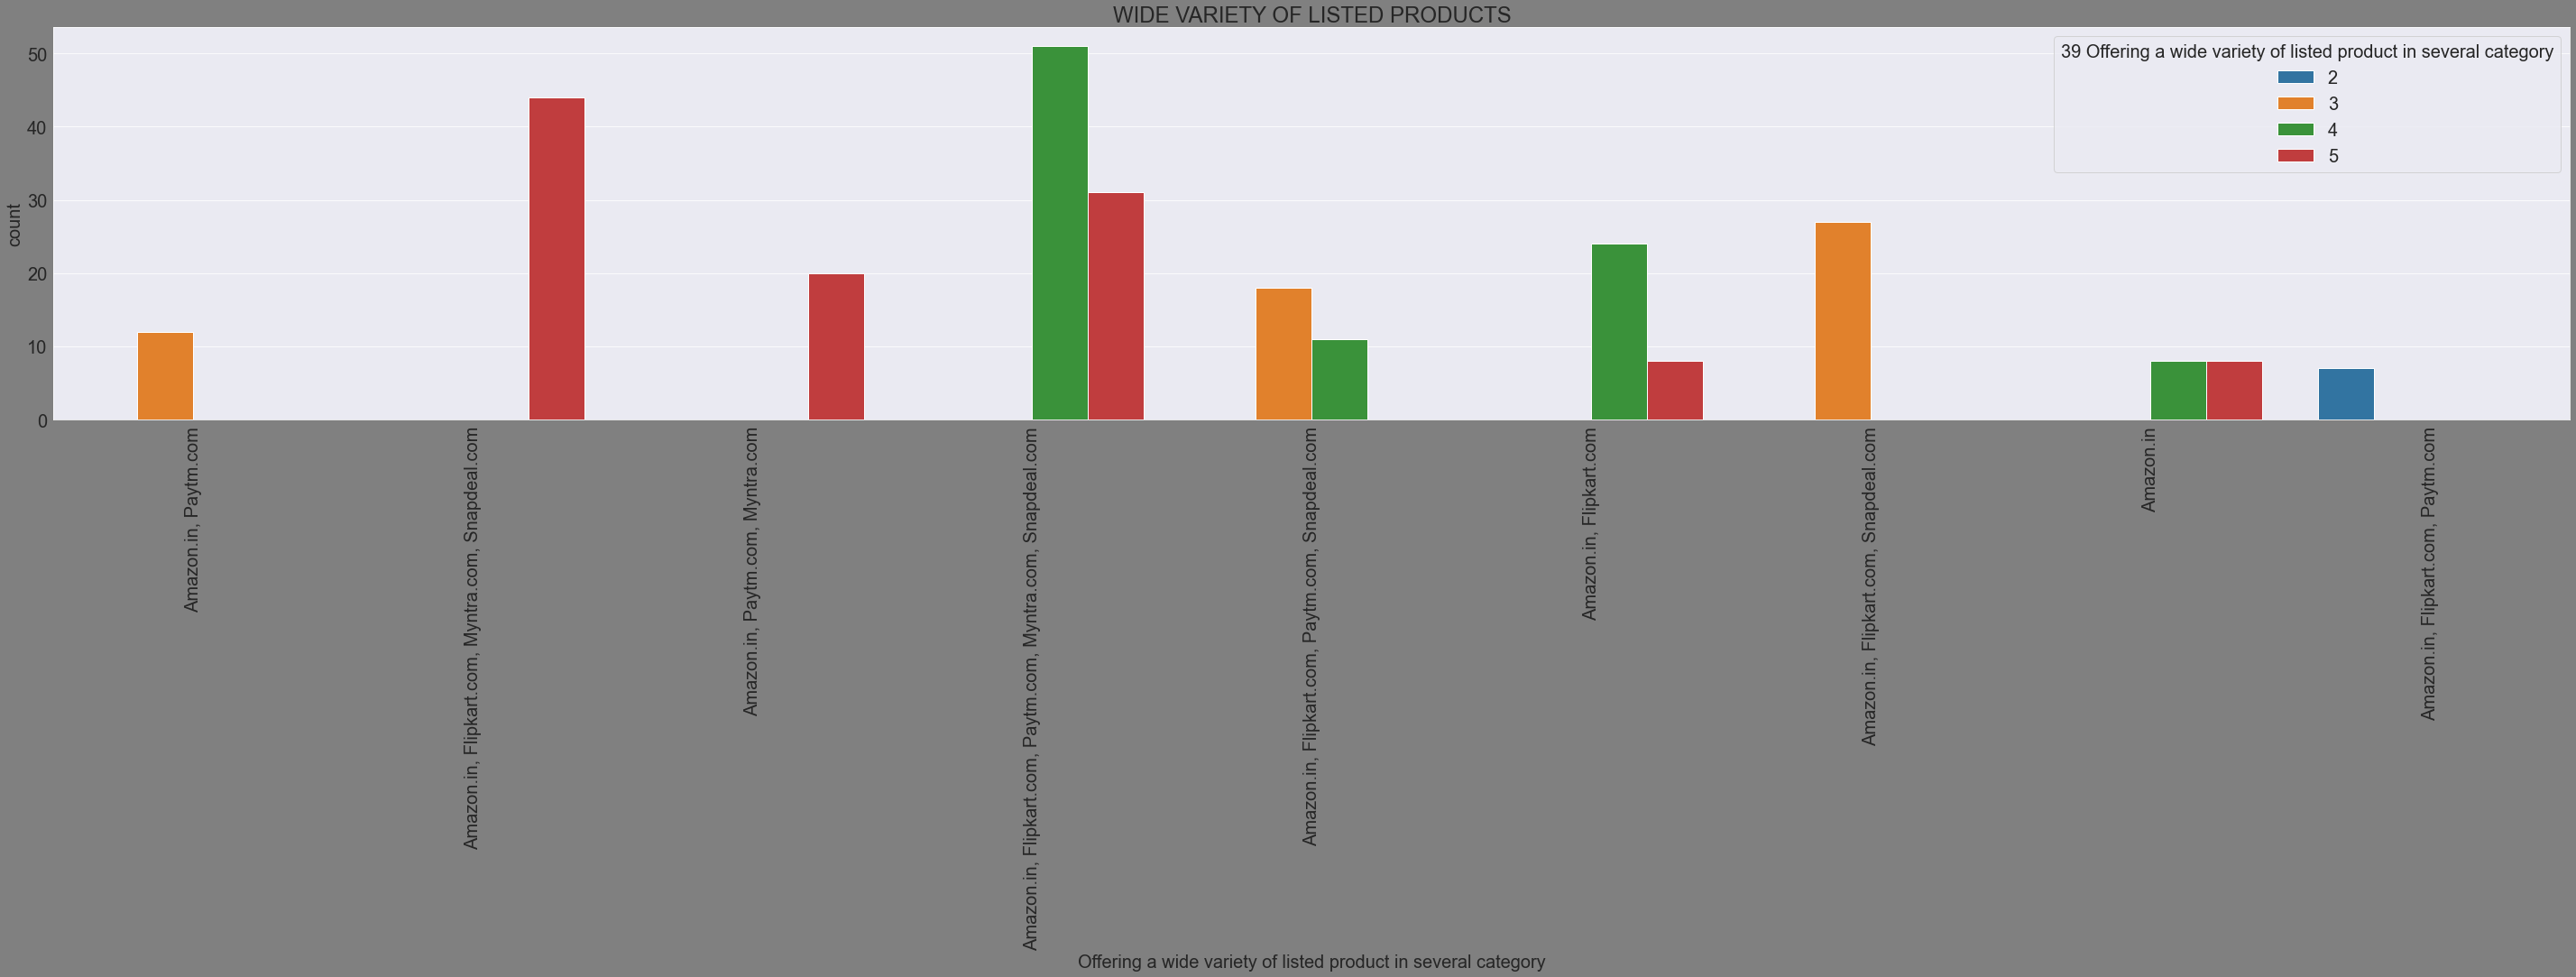 WIDE VARIETY OF LISTED PRODUCTS
39 Offering a wide variety of listed product in several category
2
3
4
5
count
50
40
30
20
10
0
Amazon.in, Paytm.com
Amazon.in, Flipkart.com, Myntra.com, Snapdeal.com
Amazon.in, Paytm.com, Myntra.com
Amazon.in, Flipkart.com, Paytm.com, Myntra.com, Snapdeal.com
Amazon.in, Flipkart.com, Paytm.com, Snapdeal.com
Amazon.in, Flipkart.com
Amazon.in, Flipkart.com, Snapdeal.com
Amazon.in
Amazon.in, Flipkart.com, Paytm.com
Offering a wide variety of listed product in several category